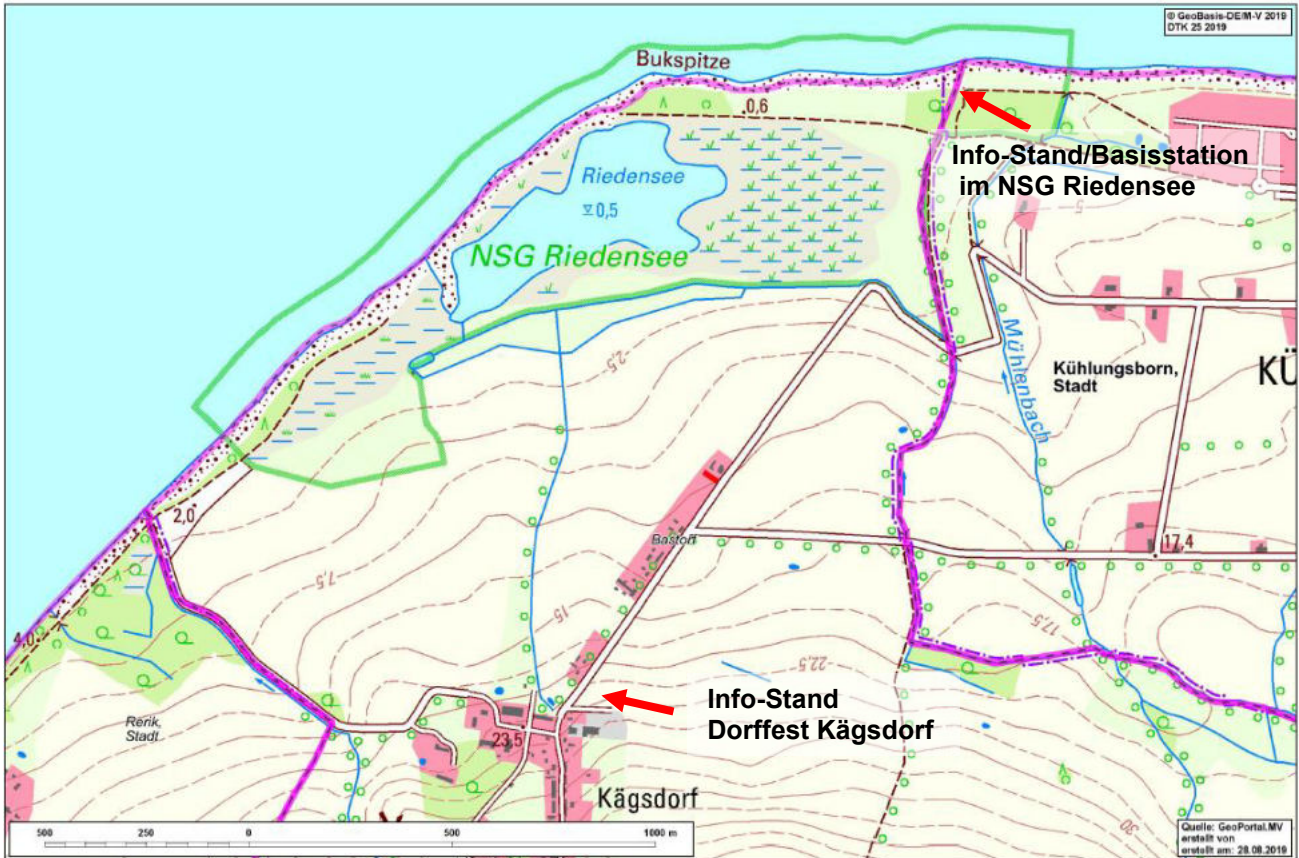 © GeoBasis-DE/M-V 2019
DTK 25 2019
Bukspitze
0,6
Info-Stand/Basisstation
im NSG Riedensee
Riedensee
0,5
5
NSG Riedensee
-2,5
Mühlenbach
Kühlungsborn,
Stadt
KÜ
2,0
Bastorf
17,4
-7,5
15
17,5
4,0
-22,5
Info-Stand
Dorffest Kägsdorf
Rerik,
Stadt
23,5
Kägsdorf
30
500 250 0 500 1000 m
Quelle: GeoPortal.MV
erstellt von
erstellt am: 28.08.2019